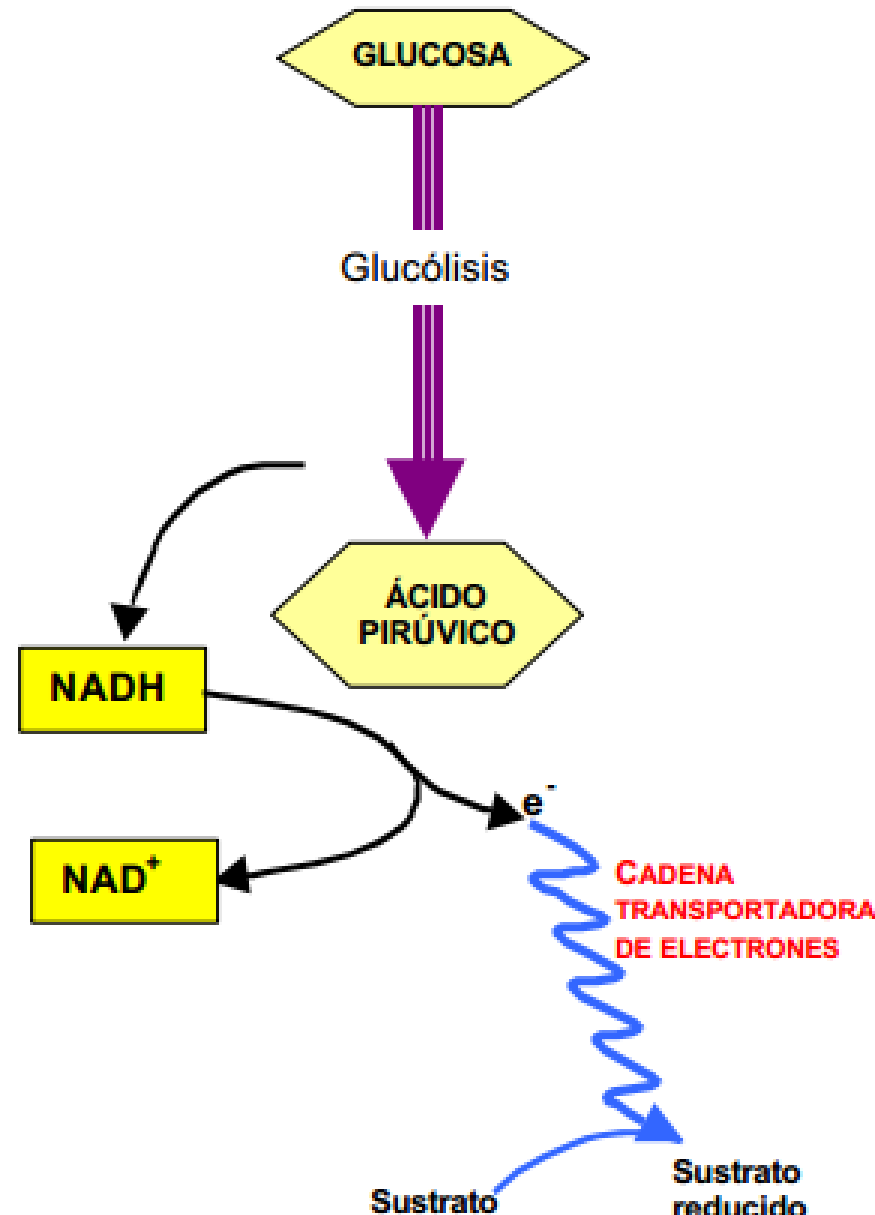 GLUCOSA
Glucólisis
ÁCIDO
PIRÚVICO
NADH
e-
NAD+
CADENA
TRANSPORTADORA
DE ELECTRONES
Sustrato
Sustrato
reducido